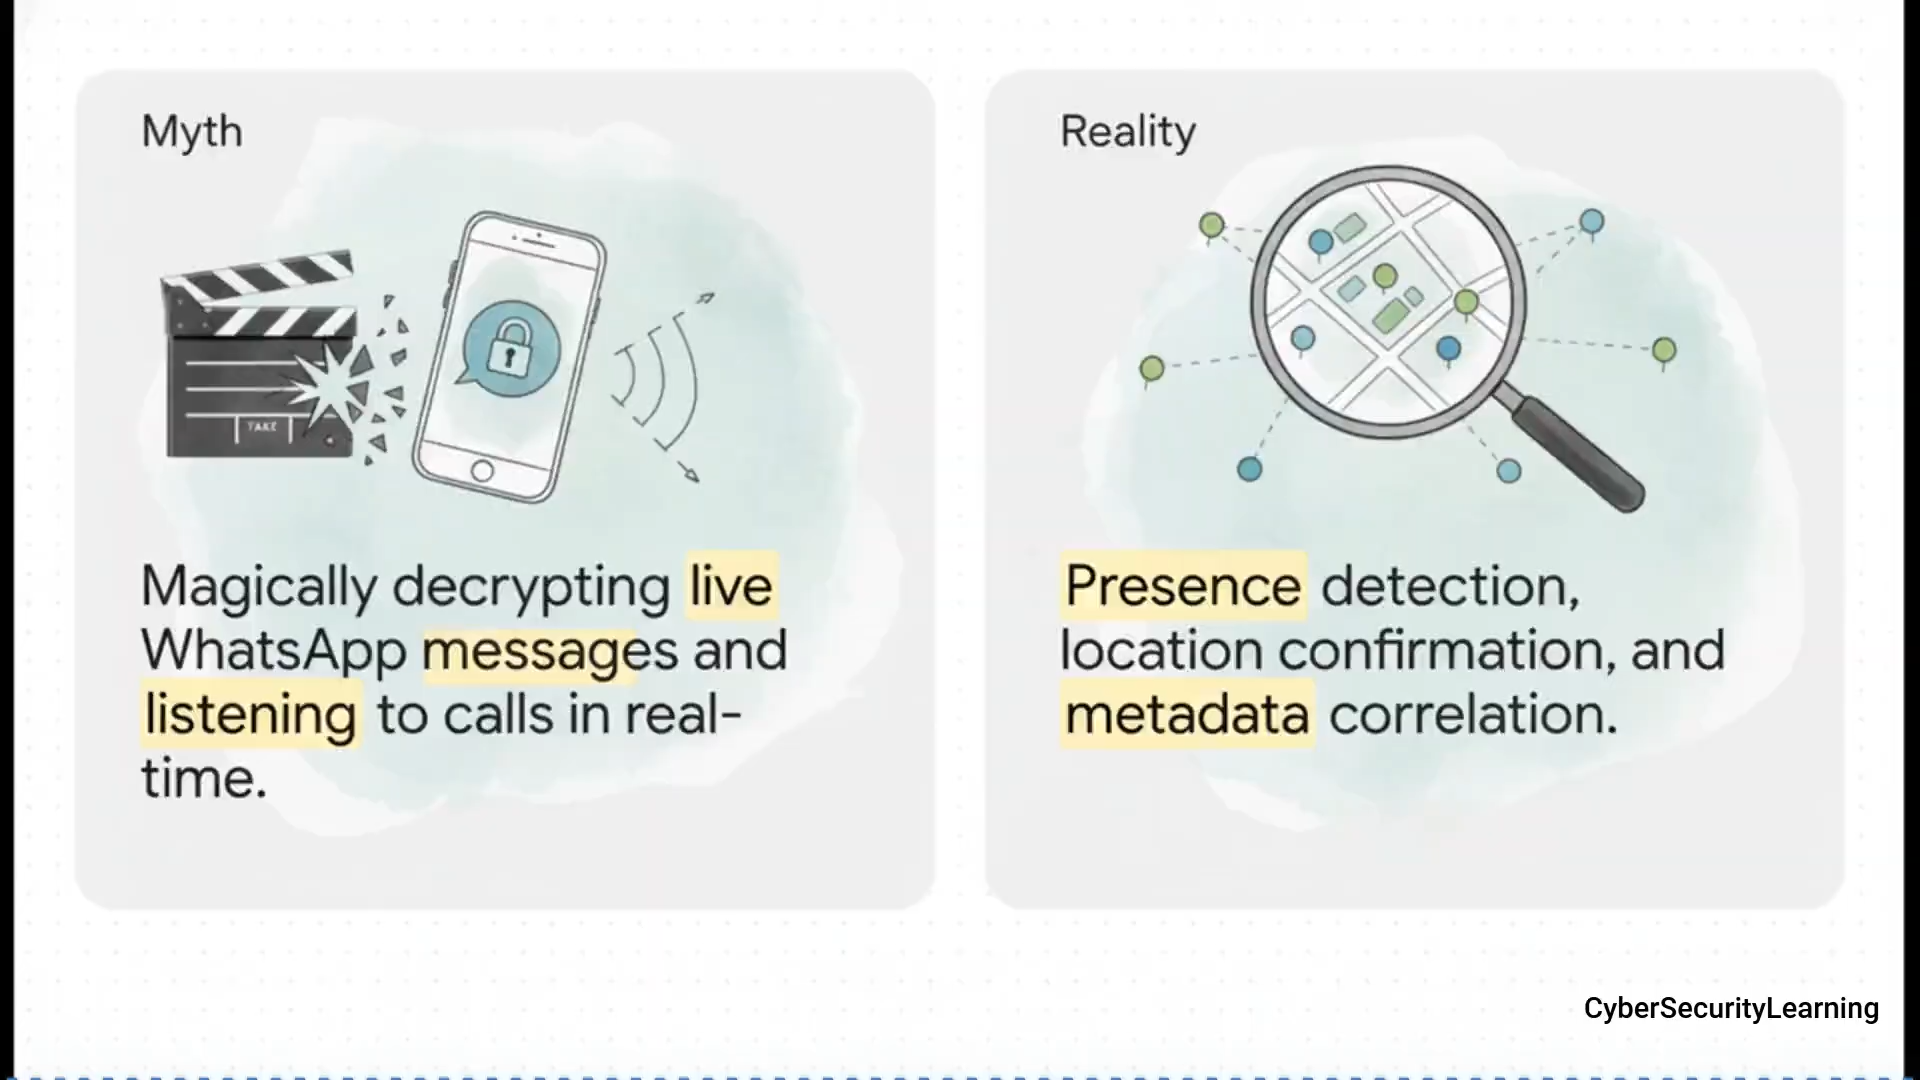 Myth
TAKE
Magically decrypting live
WhatsApp messages and
listening to calls in real-
time.
Reality
Presence detection,
location confirmation, and
metadata correlation.
CyberSecurityLearning